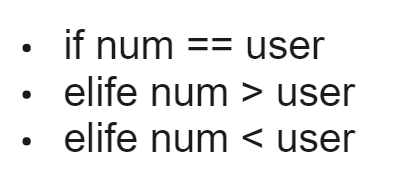 • if num == user
• elife num > user
• elife num < user